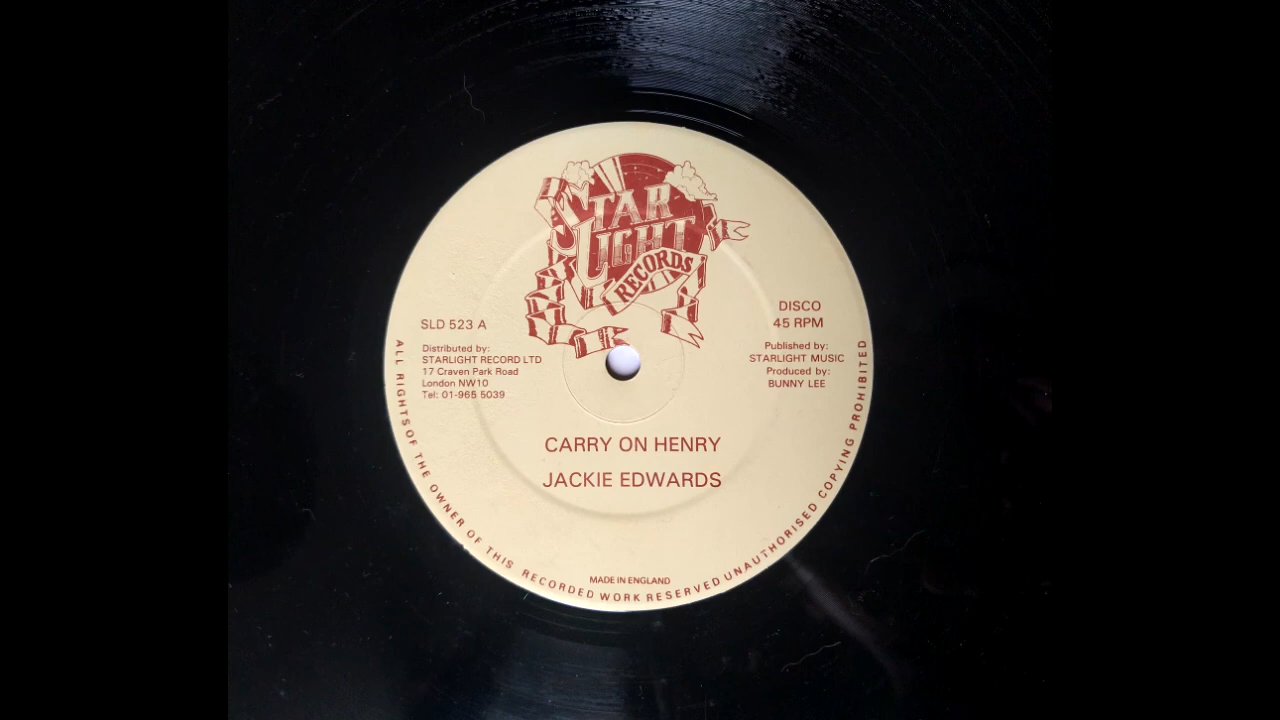 STAR
LIGHT
RECORDS
SLD 523 A
Distributed by:
STARLIGHT RECORD LTD
17 Craven Park Road
London NW10
Tel: 01-965 5039
DISCO
45 RPM
Published by:
STARLIGHT MUSIC
Produced by:
BUNNY LEE
CARRY ON HENRY
JACKIE EDWARDS
MADE IN ENGLAND
ALL RIGHTS OF THE OWNER OF THIS RECORDED WORK RESERVED UNAUTHORISED COPYING PROHIBITED